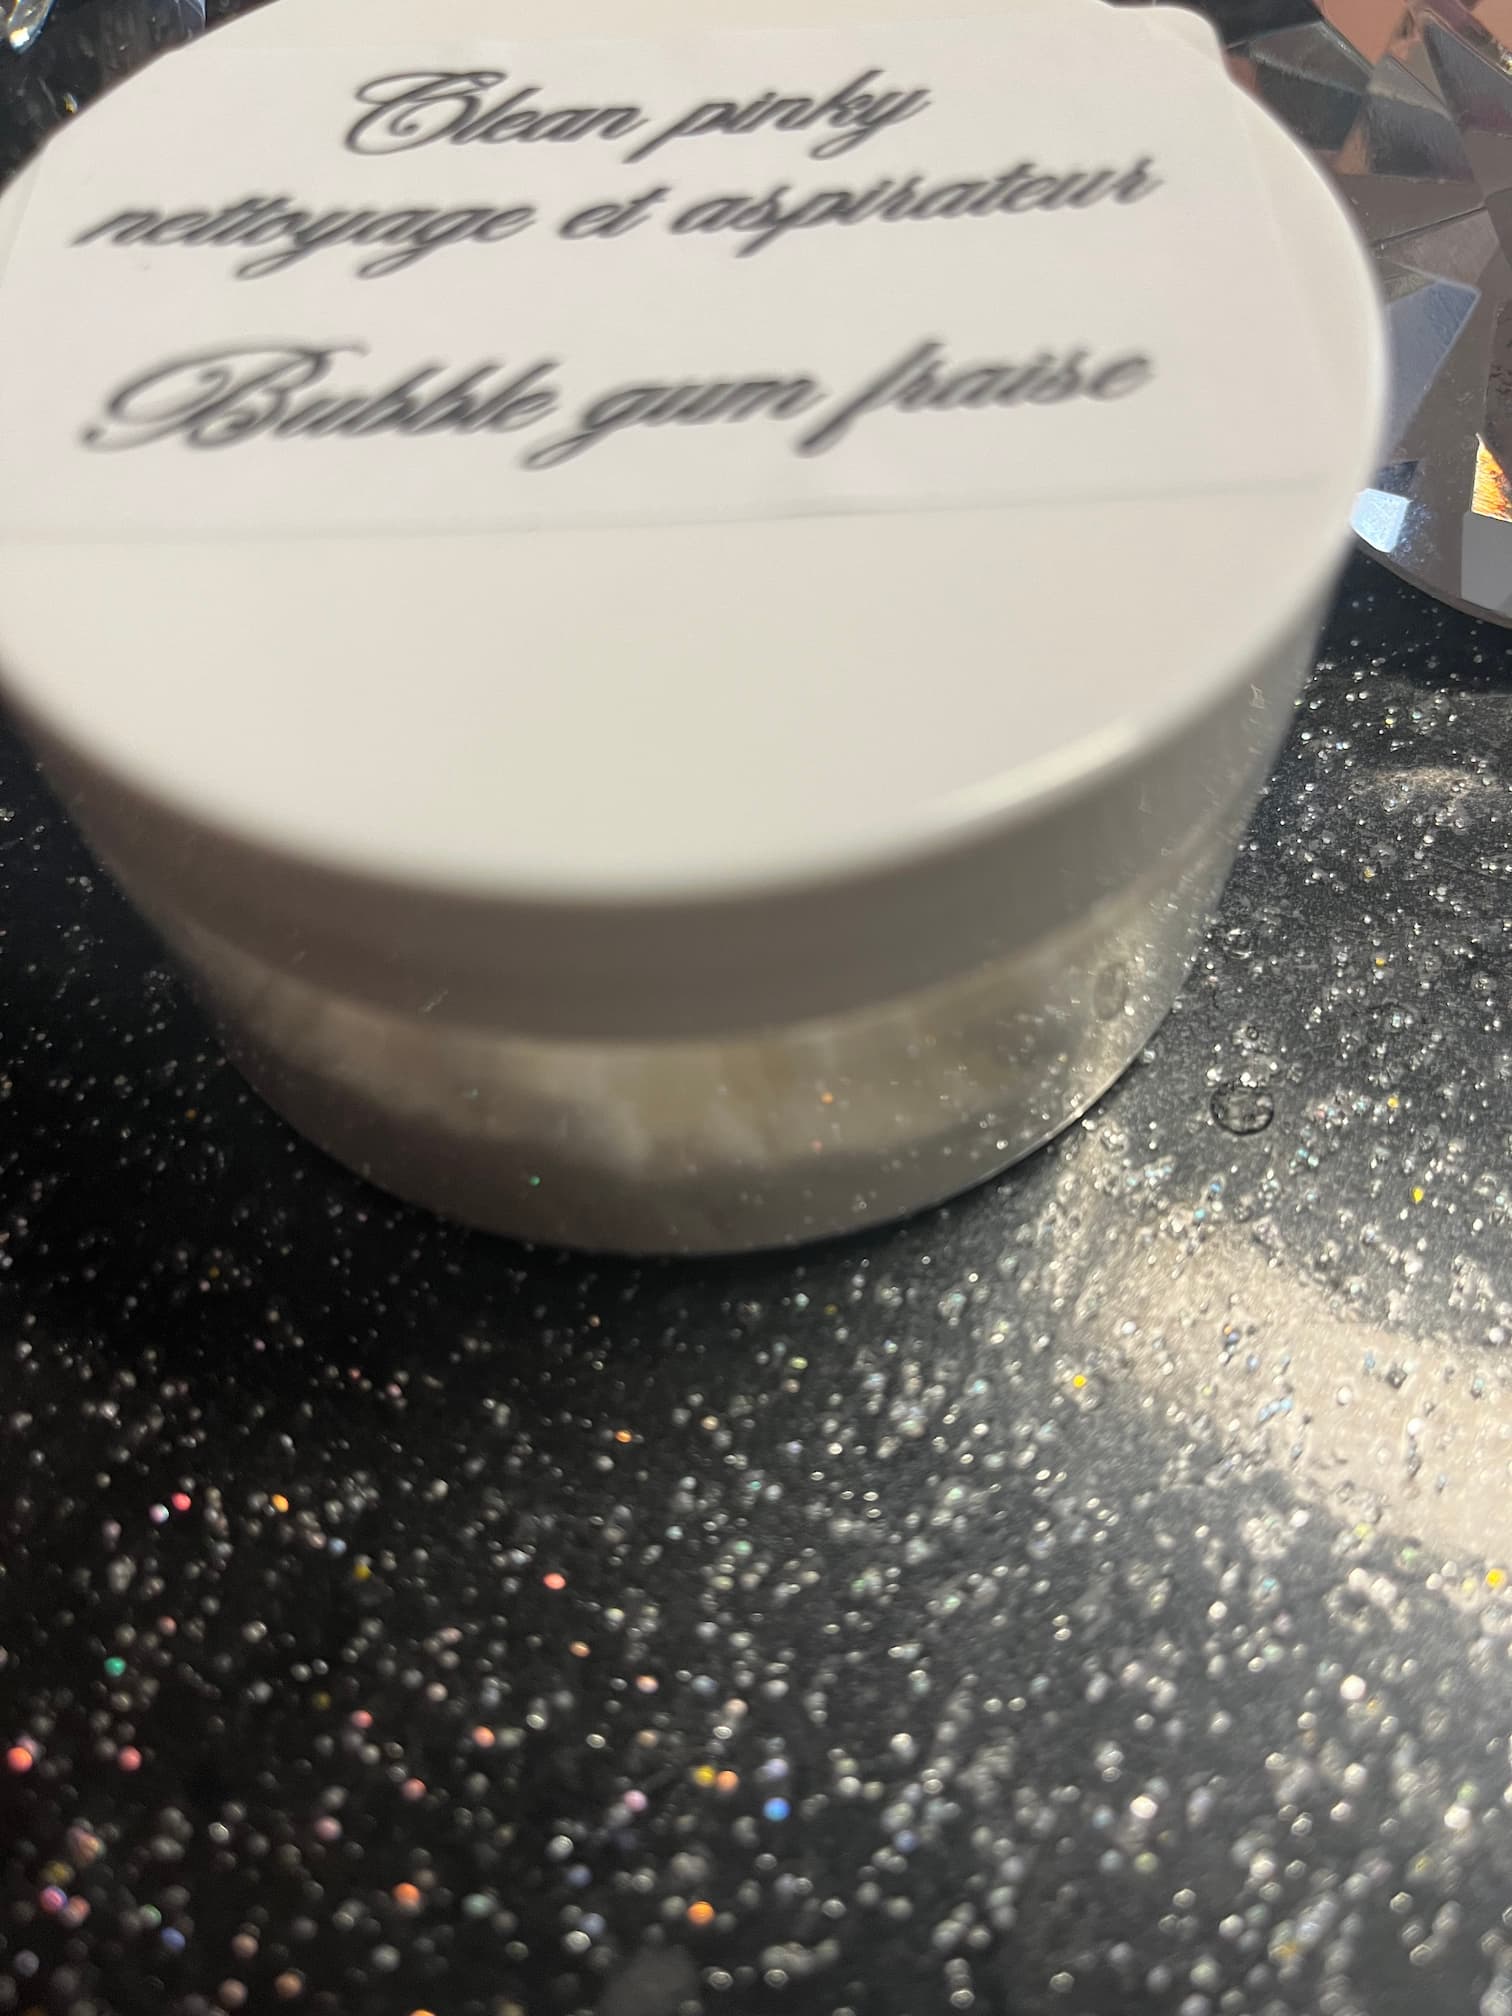 Clean pinky
nettoyage et aspirateur
Bubble gum fraise